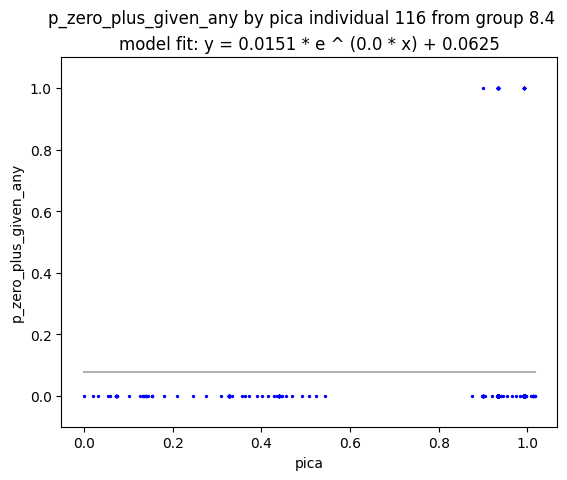 p_zero_plus_given_any by pica individual 116 from group 8.4
model fit: y = 0.0151 * e ^ (0.0 * x) + 0.0625
p_zero_plus_given_any
1.0
0.8
0.6
0.4
0.2
0.0
0.0 0.2 0.4 0.6 0.8 1.0
pica